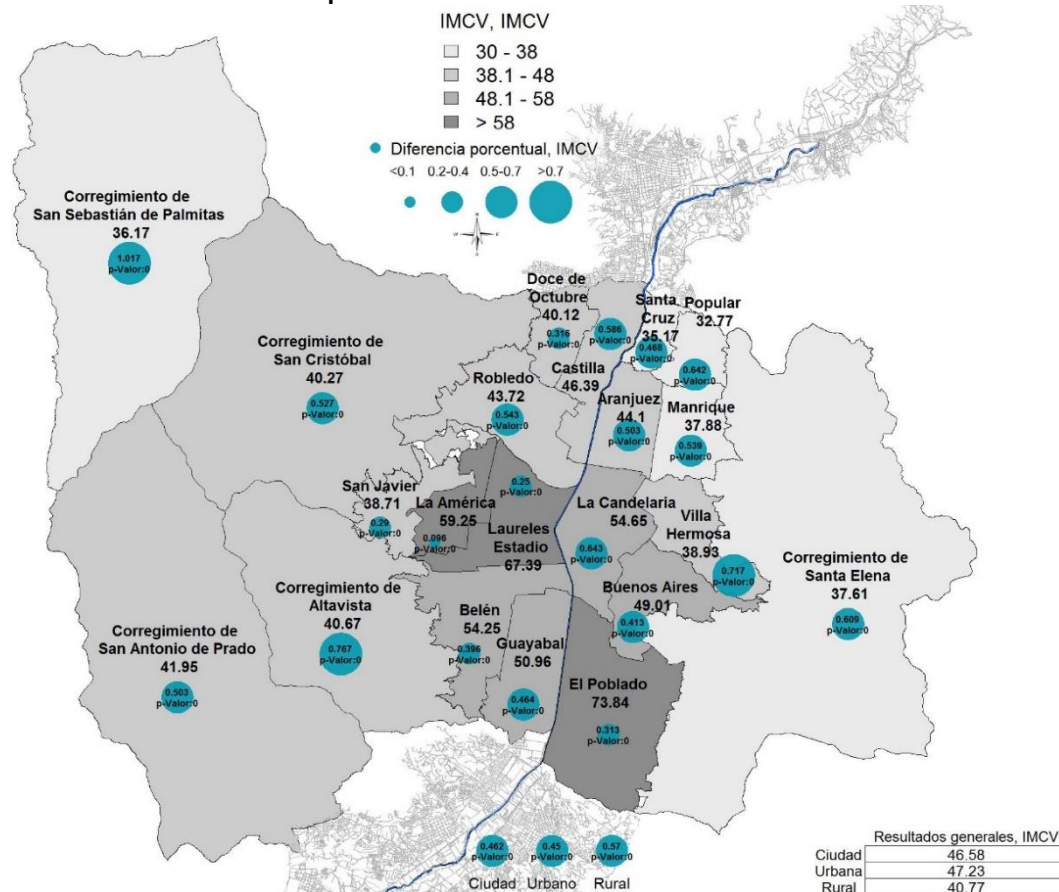 IMCV, IMCV
30 - 38
38.1 - 48
48.1 - 58
> 58
Diferencia porcentual, IMCV
<0.1 0.2-0.4 0.5-0.7 >0.7
Corregimiento de
San Sebastián de Palmitas
36.17
1.017
p-Valor:0
Corregimiento de
San Cristóbal
40.27
0.527
p-Valor:0
Doce de
Octubre
40.12
0.316
p-Valor:0
0.586
p-Valor:0
Castilla
46.39
Santa
Cruz
35.17
0.468
p-Valor:0
Popular
32.77
0.642
p-Valor:0
Robledo
43.72
0.543
p-Valor:0
Aranjuez
44.1
0.503
p-Valor:0
Manrique
37.88
0.539
p-Valor:0
San Javier
38.71
0.29
p-Valor:0
La América
59.25
0.096
p-Valor:0
0.25
p-Valor:0
Laureles
Estadio
67.39
La Candelaria
54.65
0.643
p-Valor:0
Villa
Hermosa
38.93
0.717
p-Valor:0
Corregimiento de
Santa Elena
37.61
0.609
p-Valor:0
Corregimiento de
Altavista
40.67
0.767
p-Valor:0
Belén
54.25
0.396
p-Valor:0
Buenos Aires
49.01
0.413
p-Valor:0
Corregimiento de
San Antonio de Prado
41.95
0.503
p-Valor:0
Guayabal
50.96
0.464
p-Valor:0
El Poblado
73.84
0.313
p-Valor:0
0.462
p-Valor:0
Ciudad
0.45
p-Valor:0
Urbano
0.57
p-Valor:0
Rural
Resultados generales, IMCV
Ciudad 46.58
Urbana 47.23
Rural 40.77